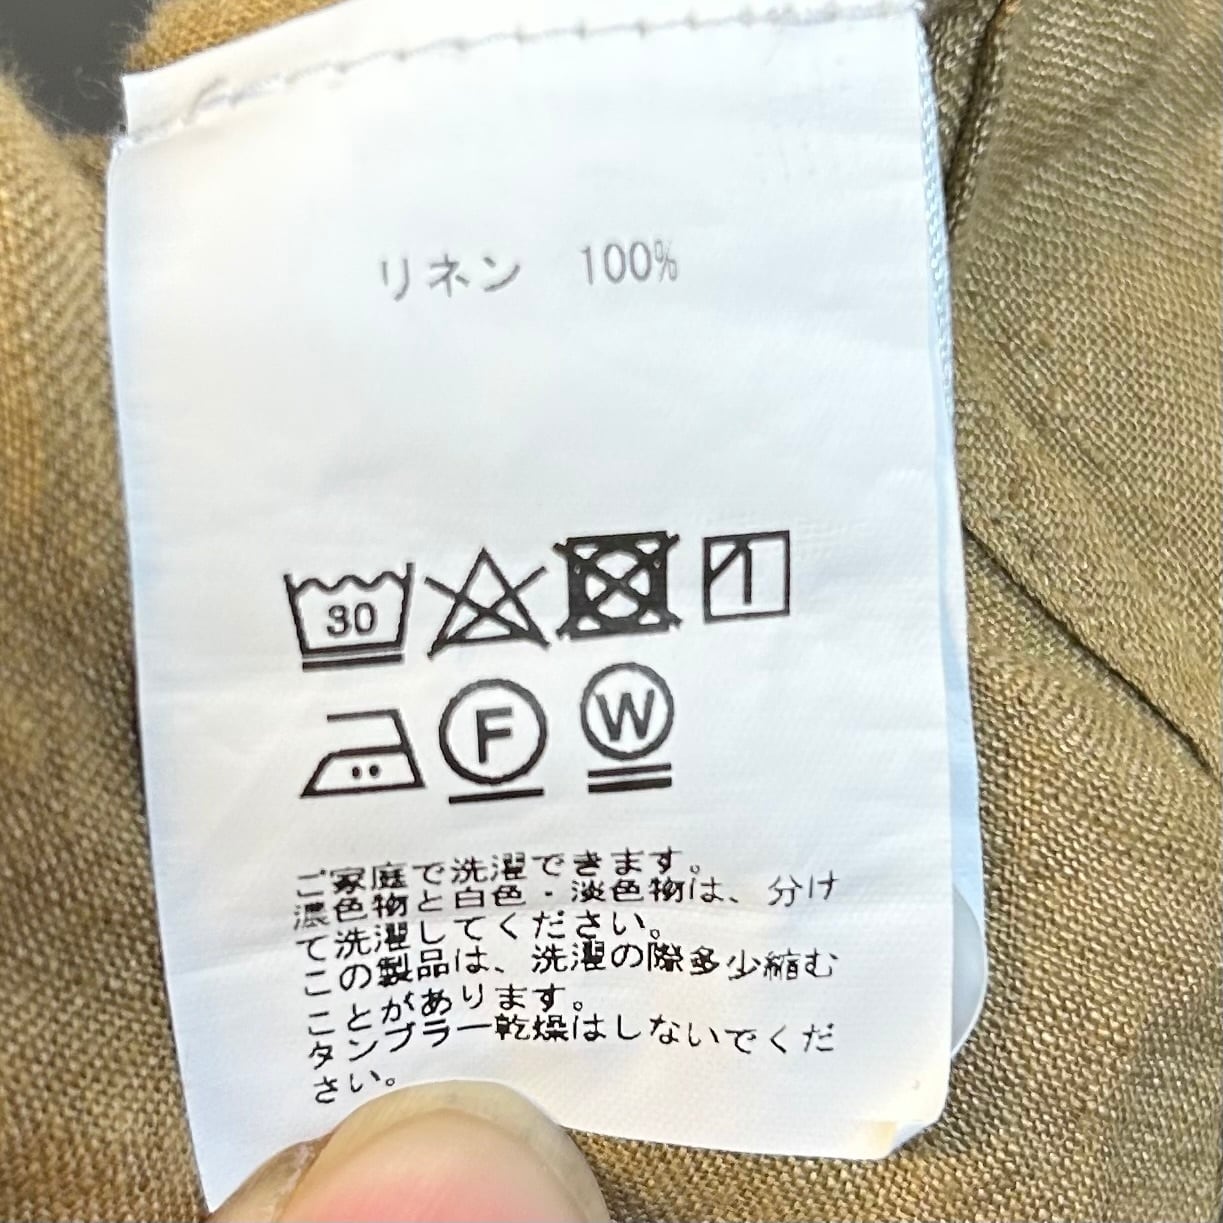 リネン 100%
30
F W
ご家庭で洗濯できます。
濃色物と白色・淡色物は、分け
て洗濯してください。
この製品は、洗濯の際多少縮む
ことがあります。
タンブラー乾燥はしないでくだ
さい。